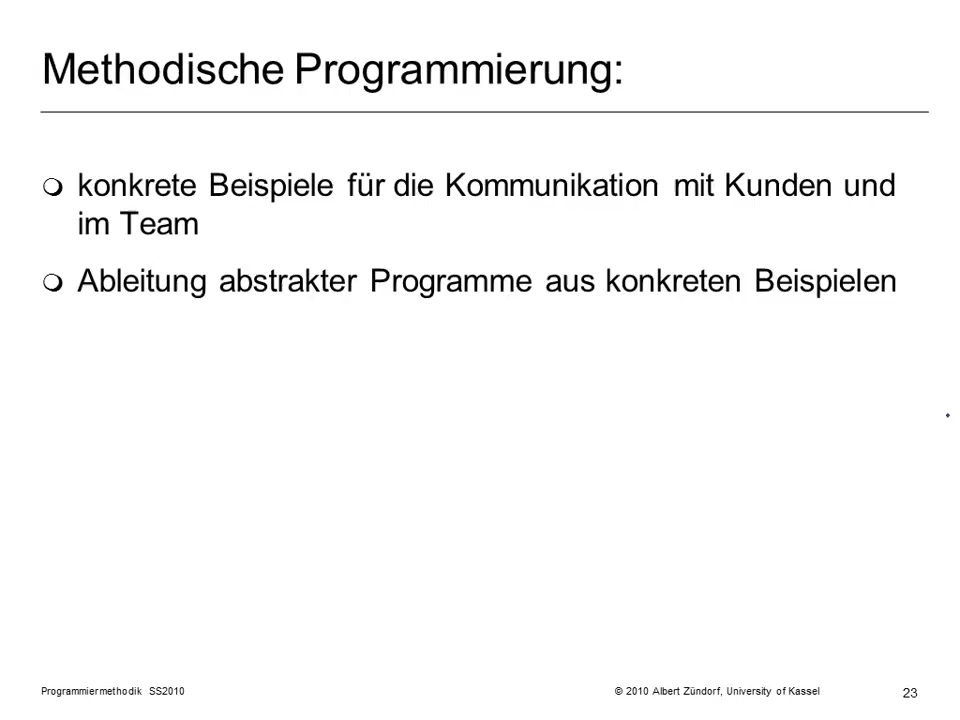 Methodische Programmierung:
konkrete Beispiele für die Kommunikation mit Kunden und
im Team
Ableitung abstrakter Programme aus konkreten Beispielen
Programmiermethodik SS2010
© 2010 Albert Zündorf, University of Kassel
23